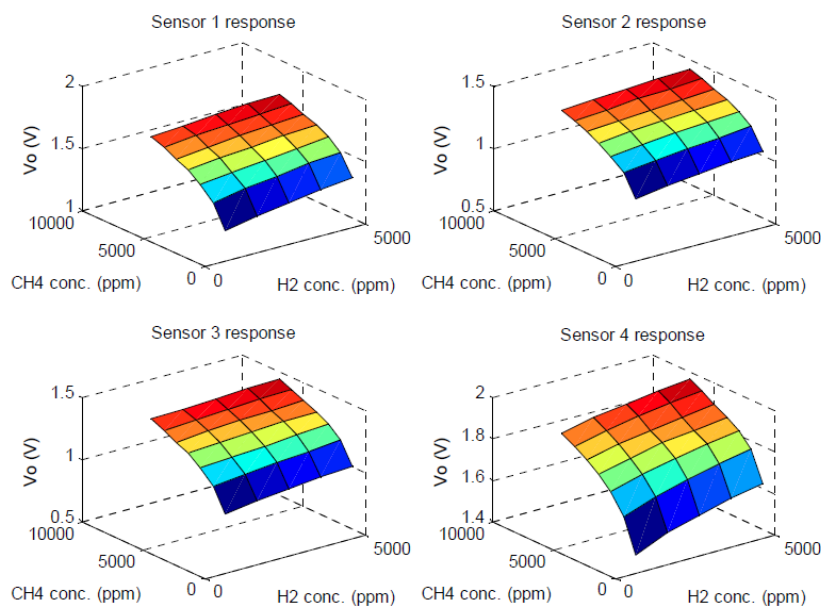 Sensor 1 response
2
1.5
1
Vo (V)
10000
5000
0
CH4 conc. (ppm)
0
5000
H2 conc. (ppm)
Sensor 2 response
1.5
1
0.5
Vo (V)
10000
5000
0
CH4 conc. (ppm)
0
5000
H2 conc. (ppm)
Sensor 3 response
1.5
1
0.5
Vo (V)
10000
5000
0
CH4 conc. (ppm)
0
5000
H2 conc. (ppm)
Sensor 4 response
2
1.8
1.6
1.4
Vo (V)
10000
5000
0
CH4 conc. (ppm)
0
5000
H2 conc. (ppm)